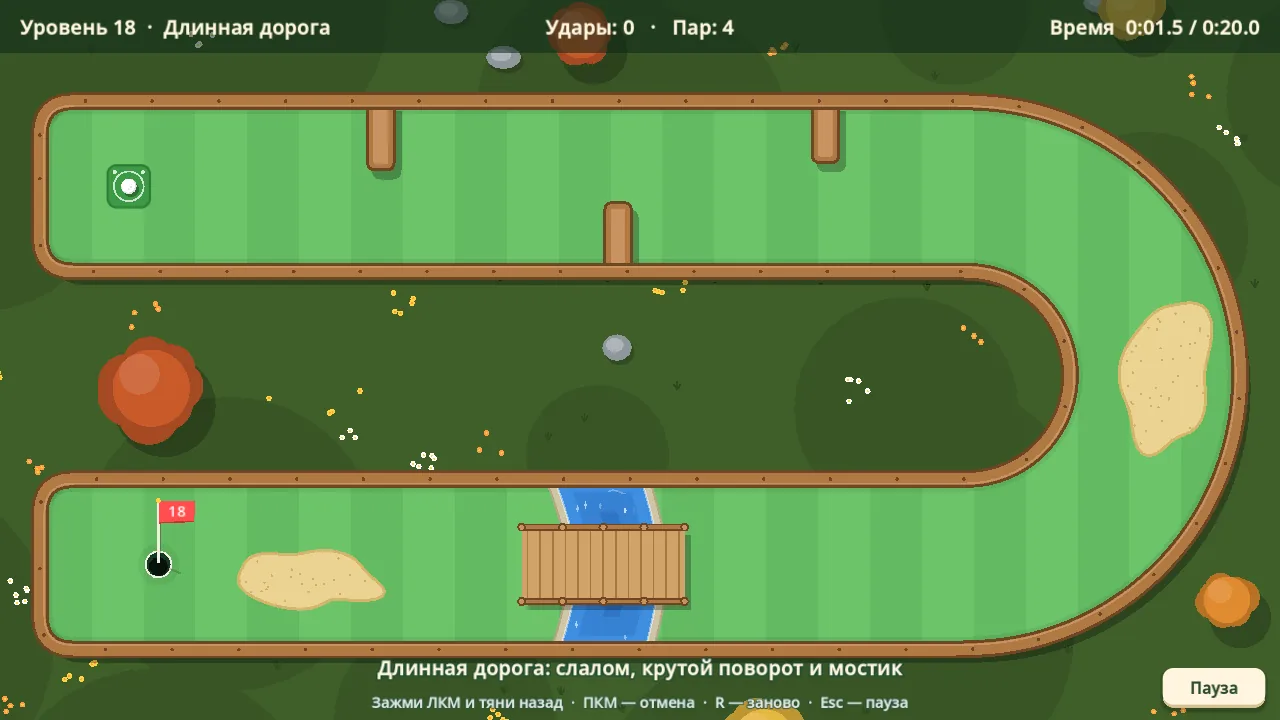 Уровень 18 · Длинная дорога
Удары: 0 · Пар: 4
Время 0:01.5 / 0:20.0
18
Длинная дорога: слалом, крутой поворот и мостик
Зажми ЛКМ и тяни назад · ПКМ — отмена · R — заново · Esc — пауза
Пауза